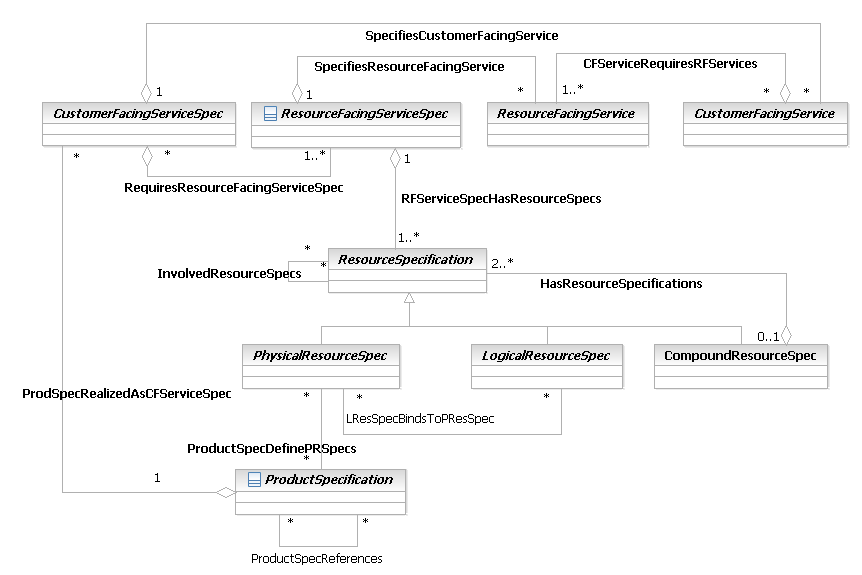 SpecifiesCustomerFacingService
SpecifiesResourceFacingService
CFServiceRequiresRFServices
1
1
*
1..*
*
*
CustomerFacingServiceSpec
ResourceFacingServiceSpec
ResourceFacingService
CustomerFacingService
*
*
1..*
1
RequiresResourceFacingServiceSpec
RFServiceSpecHasResourceSpecs
1..*
*
*
ResourceSpecification
2..*
InvolvedResourceSpecs
HasResourceSpecifications
0..1
PhysicalResourceSpec
LogicalResourceSpec
CompoundResourceSpec
ProdSpecRealizedAsCFServiceSpec
*
*
*
LResSpecBindsToPResSpec
ProductSpecDefinePRSpecs
*
1
ProductSpecification
*
*
ProductSpecReferences